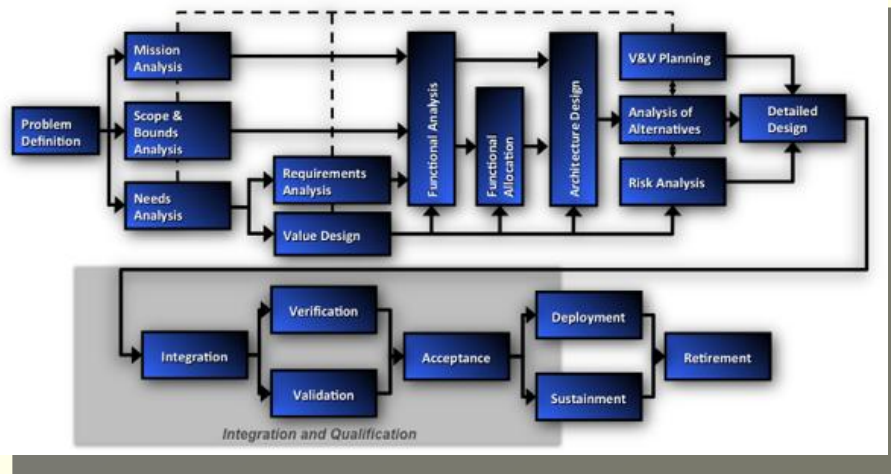 Problem
Definition
Mission
Analysis
Scope &
Bounds
Analysis
Needs
Analysis
Requirements
Analysis
Value Design
Functional Analysis
Functional
Allocation
Architecture Design
V&V Planning
Analysis of
Alternatives
Risk Analysis
Detailed
Design
Integration
Verification
Validation
Acceptance
Deployment
Sustainment
Retirement
Integration and Qualification